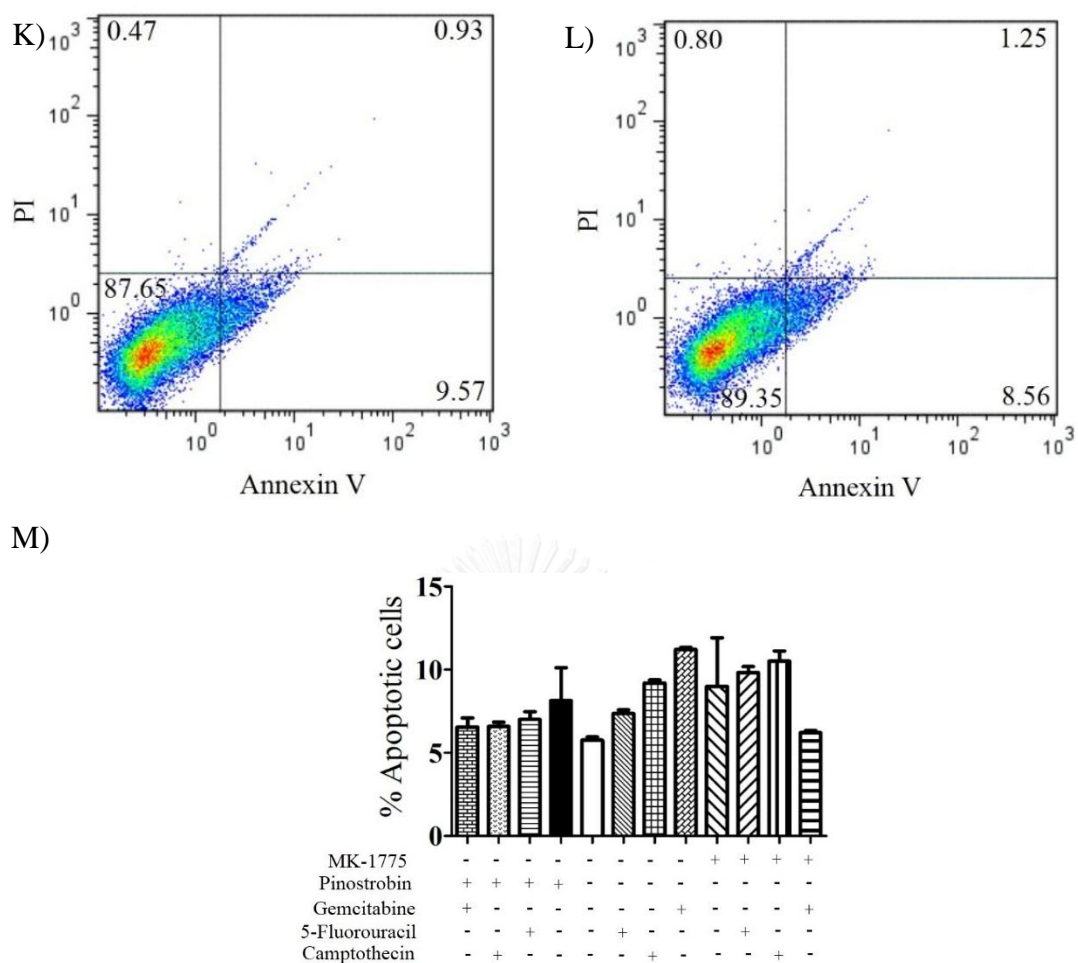 K)
0.47 0.93
10³
10²
10¹
10⁰
PI
87.65
9.57
10⁰ 10¹ 10² 10³
Annexin V
L)
0.80 1.25
10³
10²
10¹
10⁰
PI
89.35 8.56
10⁰ 10¹ 10² 10³
Annexin V
M)
% Apoptotic cells
15
10
5
0
MK-1775 - - - - - - - - + + + +
Pinostrobin + + + + - - - - - - - -
Gemcitabine + - - - - - - + - - - +
5-Fluorouracil - - + - - + - - - + - -
Camptothecin - + - - - - + - - - + -